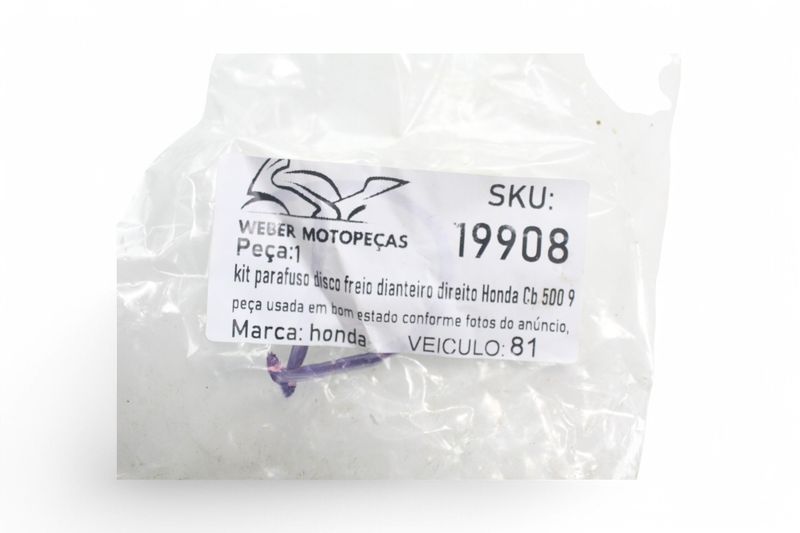 WEBER MOTOPEÇAS
SKU:
19908
Peça:1
kit parafuso disco freio dianteiro direito Honda Cb 500 9
peça usada em bom estado conforme fotos do anúncio,
Marca: honda
VEICULO: 81